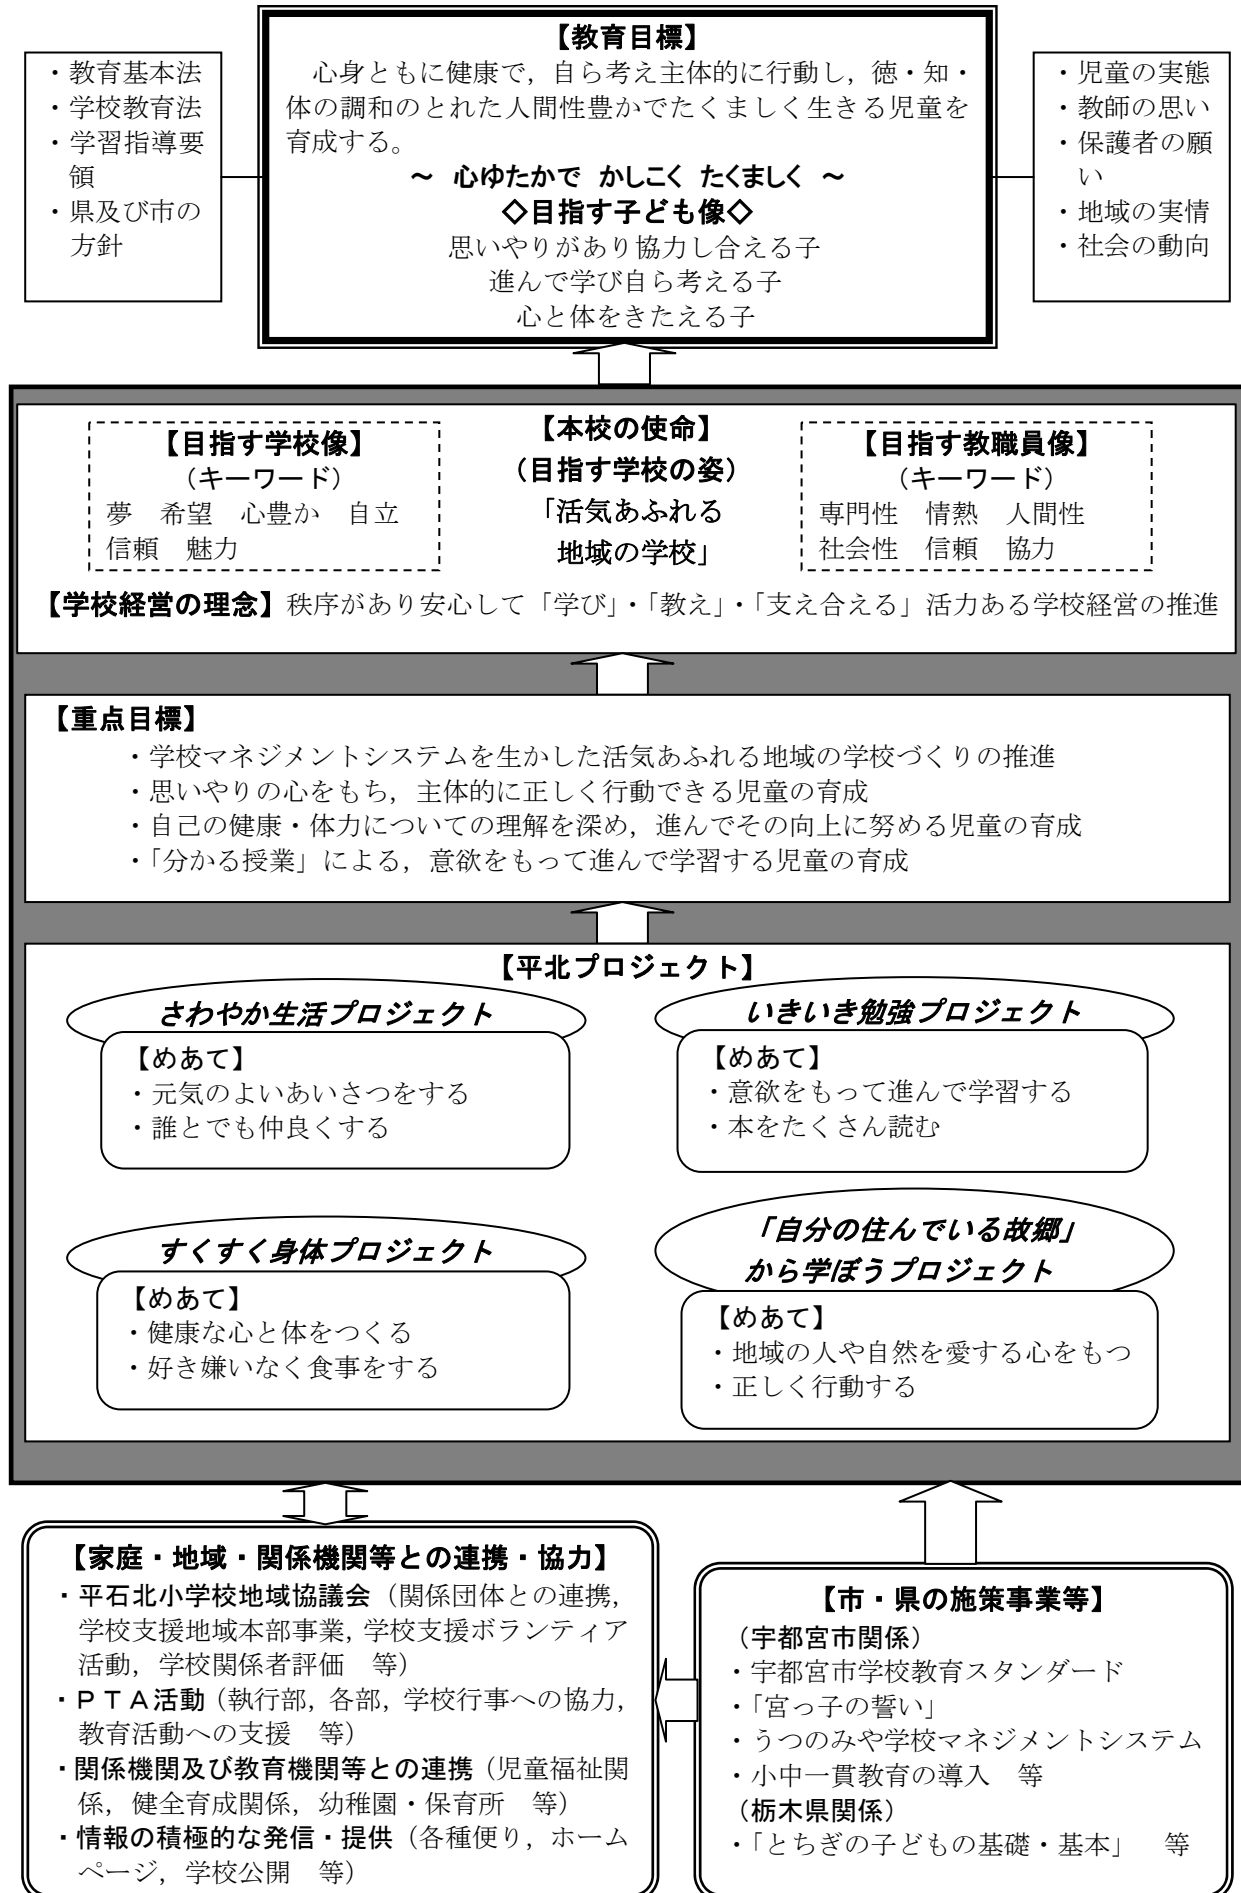 【教育目標】
心身ともに健康で，自ら考え主体的に行動し，徳・知・
体の調和のとれた人間性豊かでたくましく生きる児童を
育成する。
～ 心ゆたかで かしこく たくましく ～
◇目指す子ども像◇
思いやりがあり協力し合える子
進んで学び自ら考える子
心と体をきたえる子
・教育基本法
・学校教育法
・学習指導要
領
・県及び市の
方針
・児童の実態
・教師の思い
・保護者の願
い
・地域の実情
・社会の動向
【目指す学校像】
（キーワード）
夢　希望　心豊か　自立
信頼　魅力
【本校の使命】
（目指す学校の姿）
「活気あふれる
地域の学校」
【目指す教職員像】
（キーワード）
専門性　情熱　人間性
社会性　信頼　協力
【学校経営の理念】秩序があり安心して「学び」・「教え」・「支え合える」活力ある学校経営の推進
【重点目標】
・学校マネジメントシステムを生かした活気あふれる地域の学校づくりの推進
・思いやりの心をもち，主体的に正しく行動できる児童の育成
・自己の健康・体力についての理解を深め，進んでその向上に努める児童の育成
・「分かる授業」による，意欲をもって進んで学習する児童の育成
【平北プロジェクト】
さわやか生活プロジェクト
【めあて】
・元気のよいあいさつをする
・誰とでも仲良くする
いきいき勉強プロジェクト
【めあて】
・意欲をもって進んで学習する
・本をたくさん読む
すくすく身体プロジェクト
【めあて】
・健康な心と体をつくる
・好き嫌いなく食事をする
「自分の住んでいる故郷」
から学ぼうプロジェクト
【めあて】
・地域の人や自然を愛する心をもつ
・正しく行動する
【家庭・地域・関係機関等との連携・協力】
・平石北小学校地域協議会（関係団体との連携，
学校支援地域本部事業，学校支援ボランティア
活動，学校関係者評価　等）
・ＰＴＡ活動（執行部，各部，学校行事への協力，
教育活動への支援　等）
・関係機関及び教育機関等との連携（児童福祉関
係，健全育成関係，幼稚園・保育所　等）
・情報の積極的な発信・提供（各種便り，ホーム
ページ，学校公開　等）
【市・県の施策事業等】
（宇都宮市関係）
・宇都宮市学校教育スタンダード
・「宮っ子の誓い」
・うつのみや学校マネジメントシステム
・小中一貫教育の導入　等
（栃木県関係）
・「とちぎの子どもの基礎・基本」　等